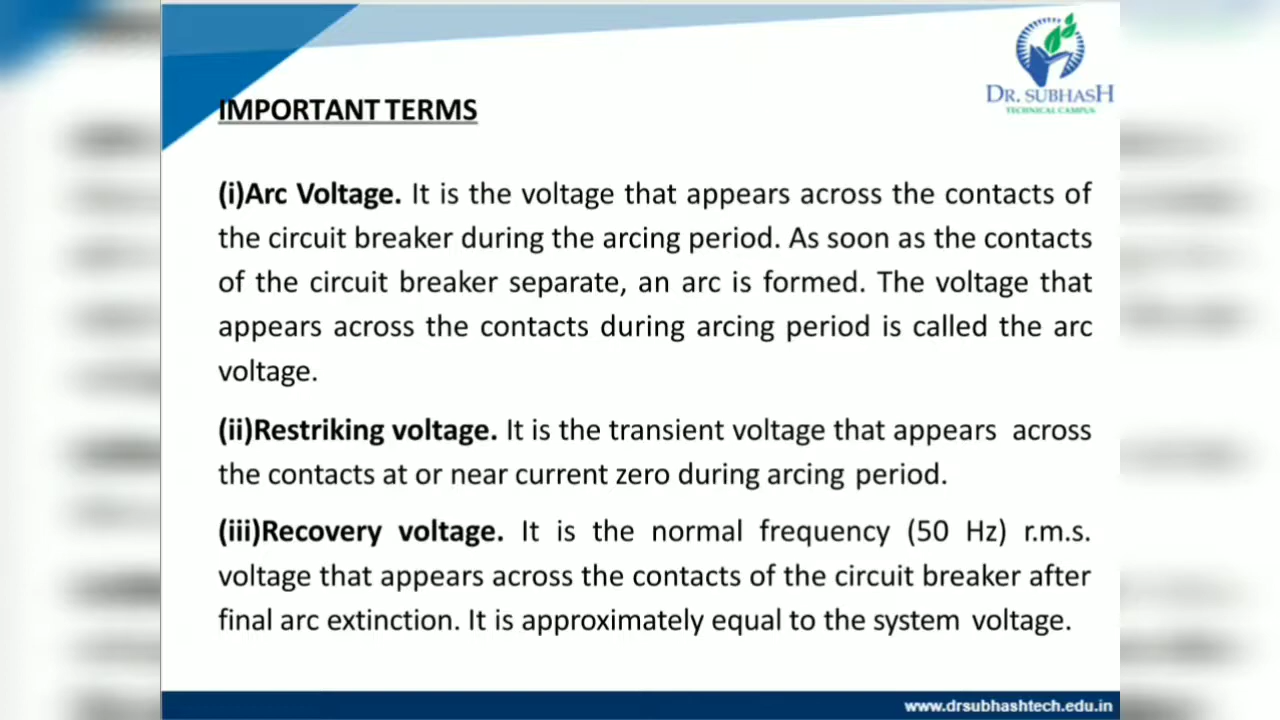 DR. SUBHASH
TECHNICAL CAMPUS
IMPORTANT TERMS
(i)Arc Voltage. It is the voltage that appears across the contacts of
the circuit breaker during the arcing period. As soon as the contacts
of the circuit breaker separate, an arc is formed. The voltage that
appears across the contacts during arcing period is called the arc
voltage.
(ii)Restriking voltage. It is the transient voltage that appears across
the contacts at or near current zero during arcing period.
(iii)Recovery voltage. It is the normal frequency (50 Hz) r.m.s.
voltage that appears across the contacts of the circuit breaker after
final arc extinction. It is approximately equal to the system voltage.
www.drsubhashtech.edu.in